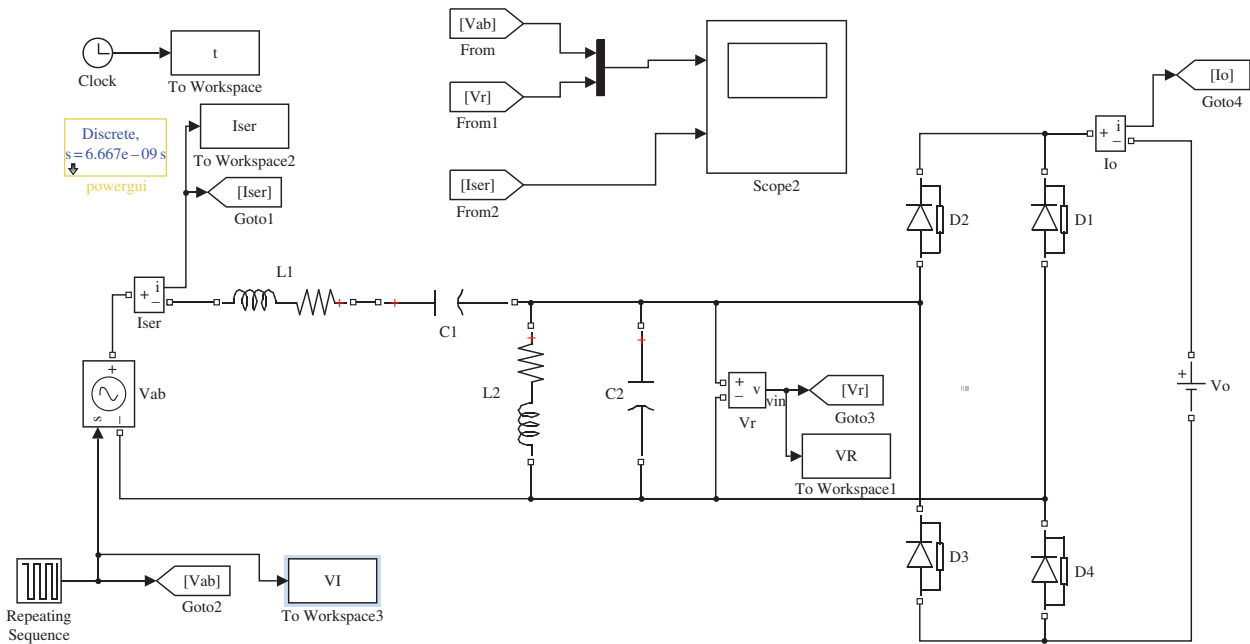 t
Clock
To Workspace
Discrete,
s=6.667e−09 s
powergui
Iser
To Workspace2
[Iser]
Goto1
[Vab]
From
[Vr]
From1
[Iser]
From2
Scope2
[Io]
Goto4
+ i −
Io
D2
D1
+ i −
Iser
L1
+
+
C1
+
Vab
s
−
+
L2
+
C2
+ v −
vin
Vr
[Vr]
Goto3
VR
To Workspace1
+
Vo
D3
D4
Repeating
Sequence
[Vab]
Goto2
VI
To Workspace3